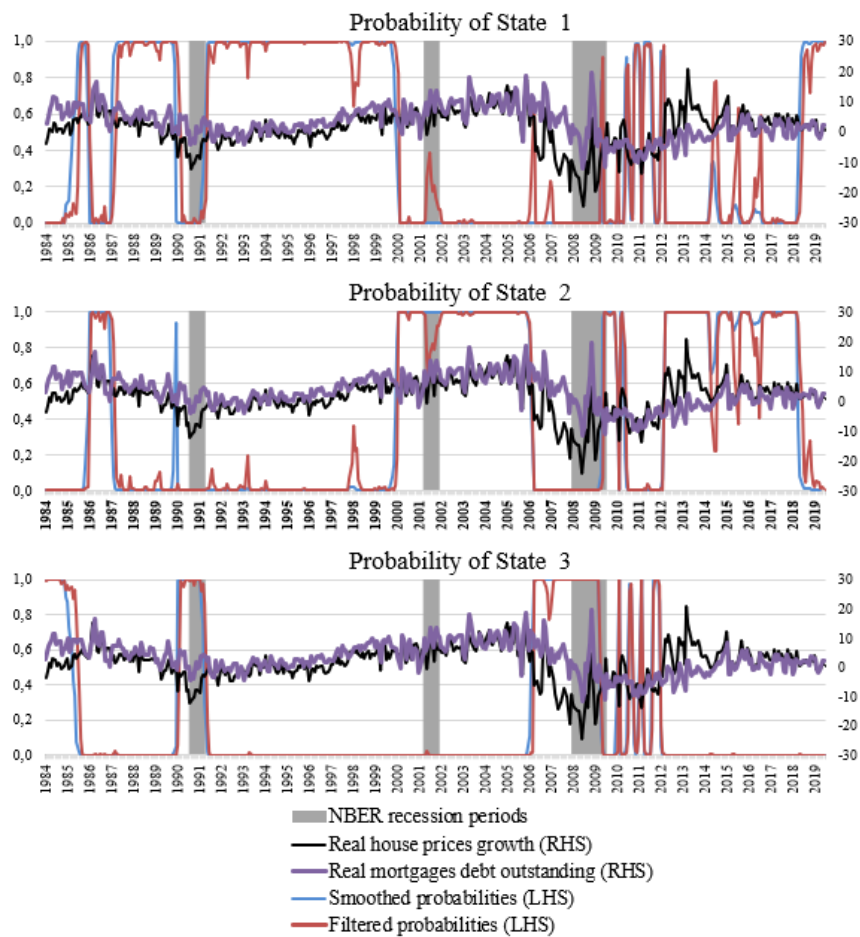 Probability of State 1
1,0 30
0,8 20
10
0,6 0
0,4 -10
0,2 -20
0,0 -30
1984 1985 1986 1987 1988 1989 1990 1991 1992 1993 1994 1995 1996 1997 1998 1999 2000 2001 2002 2003 2004 2005 2006 2007 2008 2009 2010 2011 2012 2013 2014 2015 2016 2017 2018 2019
Probability of State 2
1,0 30
0,8 20
10
0,6 0
0,4 -10
0,2 -20
0,0 -30
1984 1985 1986 1987 1988 1989 1990 1991 1992 1993 1994 1995 1996 1997 1998 1999 2000 2001 2002 2003 2004 2005 2006 2007 2008 2009 2010 2011 2012 2013 2014 2015 2016 2017 2018 2019
Probability of State 3
1,0 30
0,8 20
10
0,6 0
0,4 -10
0,2 -20
0,0 -30
1984 1985 1986 1987 1988 1989 1990 1991 1992 1993 1994 1995 1996 1997 1998 1999 2000 2001 2002 2003 2004 2005 2006 2007 2008 2009 2010 2011 2012 2013 2014 2015 2016 2017 2018 2019
NBER recession periods
Real house prices growth (RHS)
Real mortgages debt outstanding (RHS)
Smoothed probabilities (LHS)
Filtered probabilities (LHS)